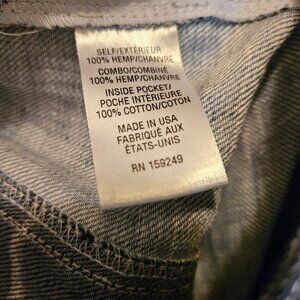 SELF/EXTÉRIEUR
100% HEMP/CHANVRE
COMBO/COMBINÉ
100% HEMP/CHANVRE
INSIDE POCKET/
POCHE INTÉRIEURE
100% COTTON/COTON
MADE IN USA
FABRIQUÉ AUX
ÉTATS-UNIS
RN 159249